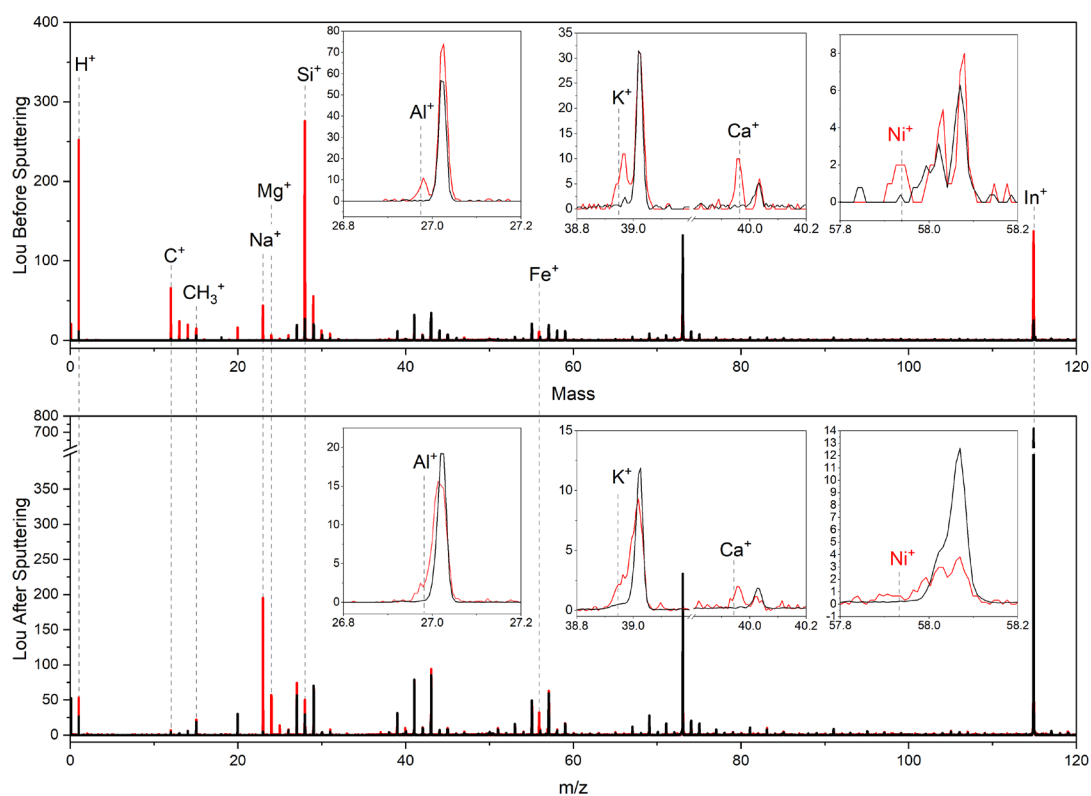 Lou Before Sputtering
400
300
200
100
0
H⁺
C⁺
CH₃⁺
Na⁺
Mg⁺
Si⁺
Fe⁺
In⁺
80
70
60
50
40
30
20
10
0
Al⁺
26.8 27.0 27.2
35
30
25
20
15
10
5
0
K⁺
Ca⁺
38.8 39.0 40.0 40.2
8
6
4
2
0
Ni⁺
57.8 58.0 58.2
0 20 40 60 80 100 120
Mass
Lou After Sputtering
800
700
350
300
250
200
150
100
50
0
20
15
10
5
0
Al⁺
26.8 27.0 27.2
15
10
5
0
K⁺
Ca⁺
38.8 39.0 40.0 40.2
14
13
12
11
10
9
8
7
6
5
4
3
2
1
-1
Ni⁺
57.8 58.0 58.2
0 20 40 60 80 100 120
m/z